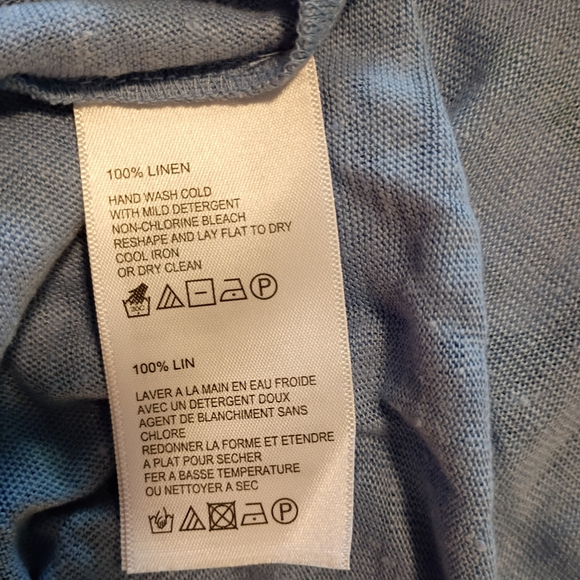 100% LINEN
HAND WASH COLD
WITH MILD DETERGENT
NON-CHLORINE BLEACH
RESHAPE AND LAY FLAT TO DRY
COOL IRON
OR DRY CLEAN
30C P
100% LIN
LAVER A LA MAIN EN EAU FROIDE
AVEC UN DETERGENT DOUX
AGENT DE BLANCHIMENT SANS
CHLORE
REDONNER LA FORME ET ETENDRE
A PLAT POUR SECHER
FER A BASSE TEMPERATURE
OU NETTOYER A SEC
P